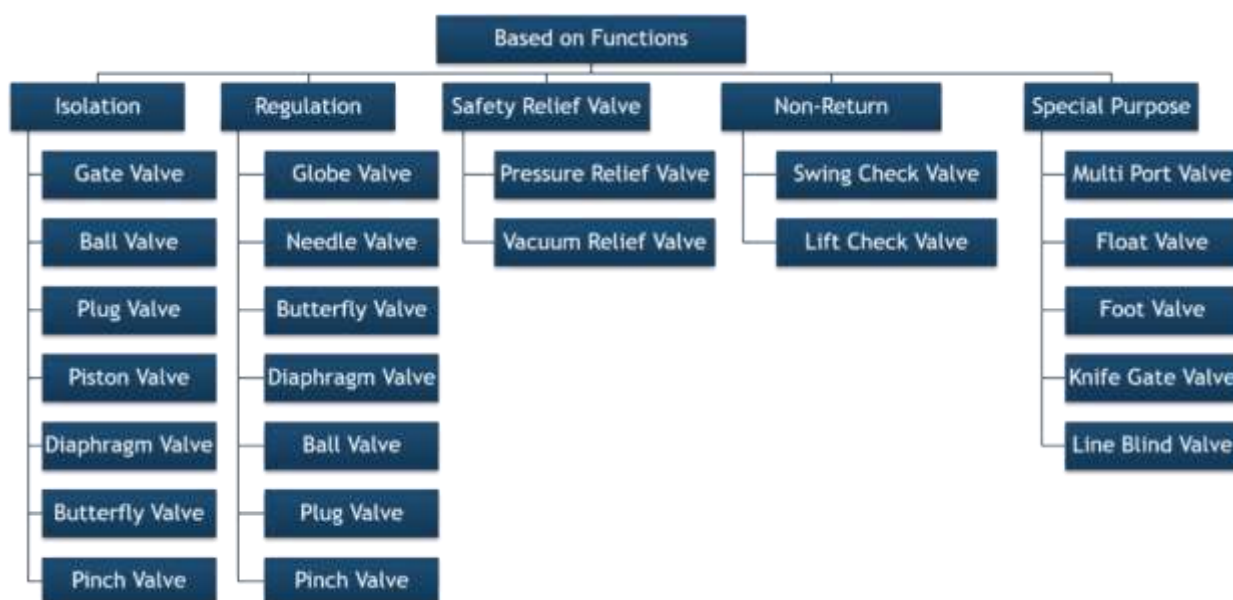 Based on Functions
Isolation
Regulation
Safety Relief Valve
Non-Return
Special Purpose
Gate Valve
Globe Valve
Pressure Relief Valve
Swing Check Valve
Multi Port Valve
Ball Valve
Needle Valve
Vacuum Relief Valve
Lift Check Valve
Float Valve
Plug Valve
Butterfly Valve
Foot Valve
Piston Valve
Diaphragm Valve
Knife Gate Valve
Diaphragm Valve
Ball Valve
Line Blind Valve
Butterfly Valve
Plug Valve
Pinch Valve
Pinch Valve